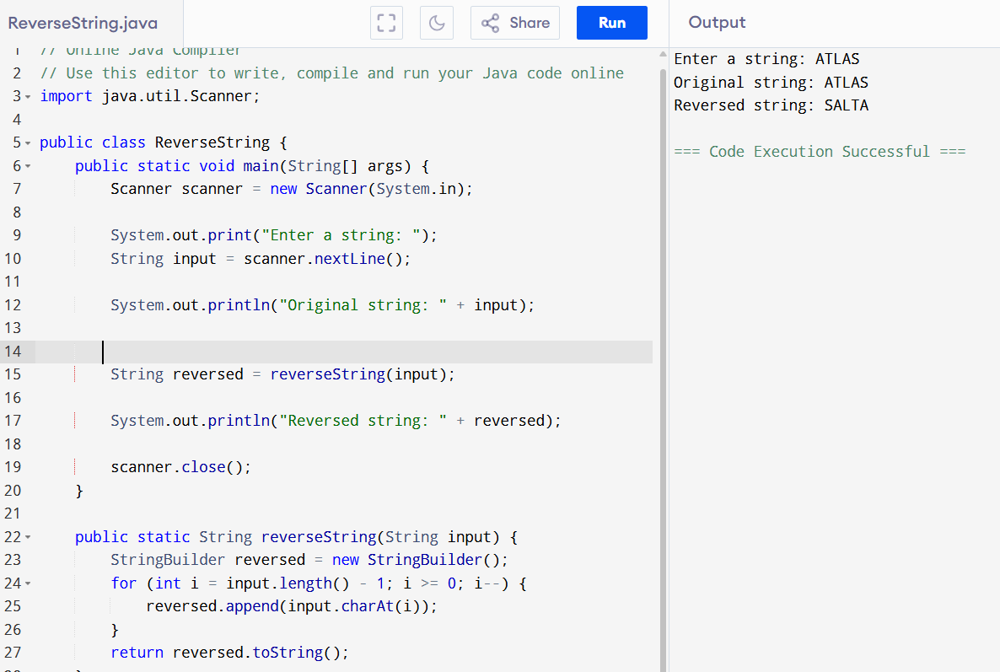 ReverseString.java
Share
Run
Output
1 // Online Java Compiler
2 // Use this editor to write, compile and run your Java code online
3 import java.util.Scanner;
4
5 public class ReverseString {
6     public static void main(String[] args) {
7         Scanner scanner = new Scanner(System.in);
8
9         System.out.print("Enter a string: ");
10         String input = scanner.nextLine();
11
12         System.out.println("Original string: " + input);
13
14
15         String reversed = reverseString(input);
16
17         System.out.println("Reversed string: " + reversed);
18
19         scanner.close();
20     }
21
22     public static String reverseString(String input) {
23         StringBuilder reversed = new StringBuilder();
24         for (int i = input.length() - 1; i >= 0; i--) {
25             reversed.append(input.charAt(i));
26         }
27         return reversed.toString();
Enter a string: ATLAS
Original string: ATLAS
Reversed string: SALTA
=== Code Execution Successful ===